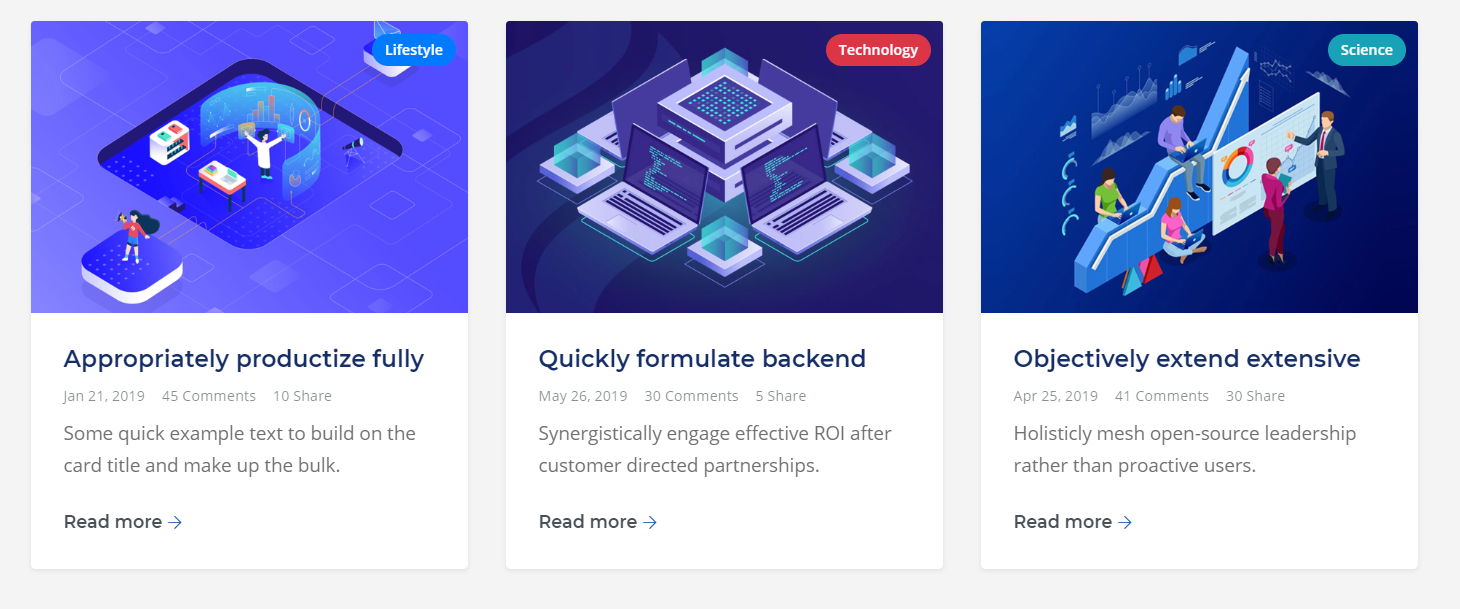 Lifestyle
Appropriately productize fully
Jan 21, 2019 45 Comments 10 Share
Some quick example text to build on the
card title and make up the bulk.
Read more →
Technology
Quickly formulate backend
May 26, 2019 30 Comments 5 Share
Synergistically engage effective ROI after
customer directed partnerships.
Read more →
Science
Objectively extend extensive
Apr 25, 2019 41 Comments 30 Share
Holisticly mesh open-source leadership
rather than proactive users.
Read more →